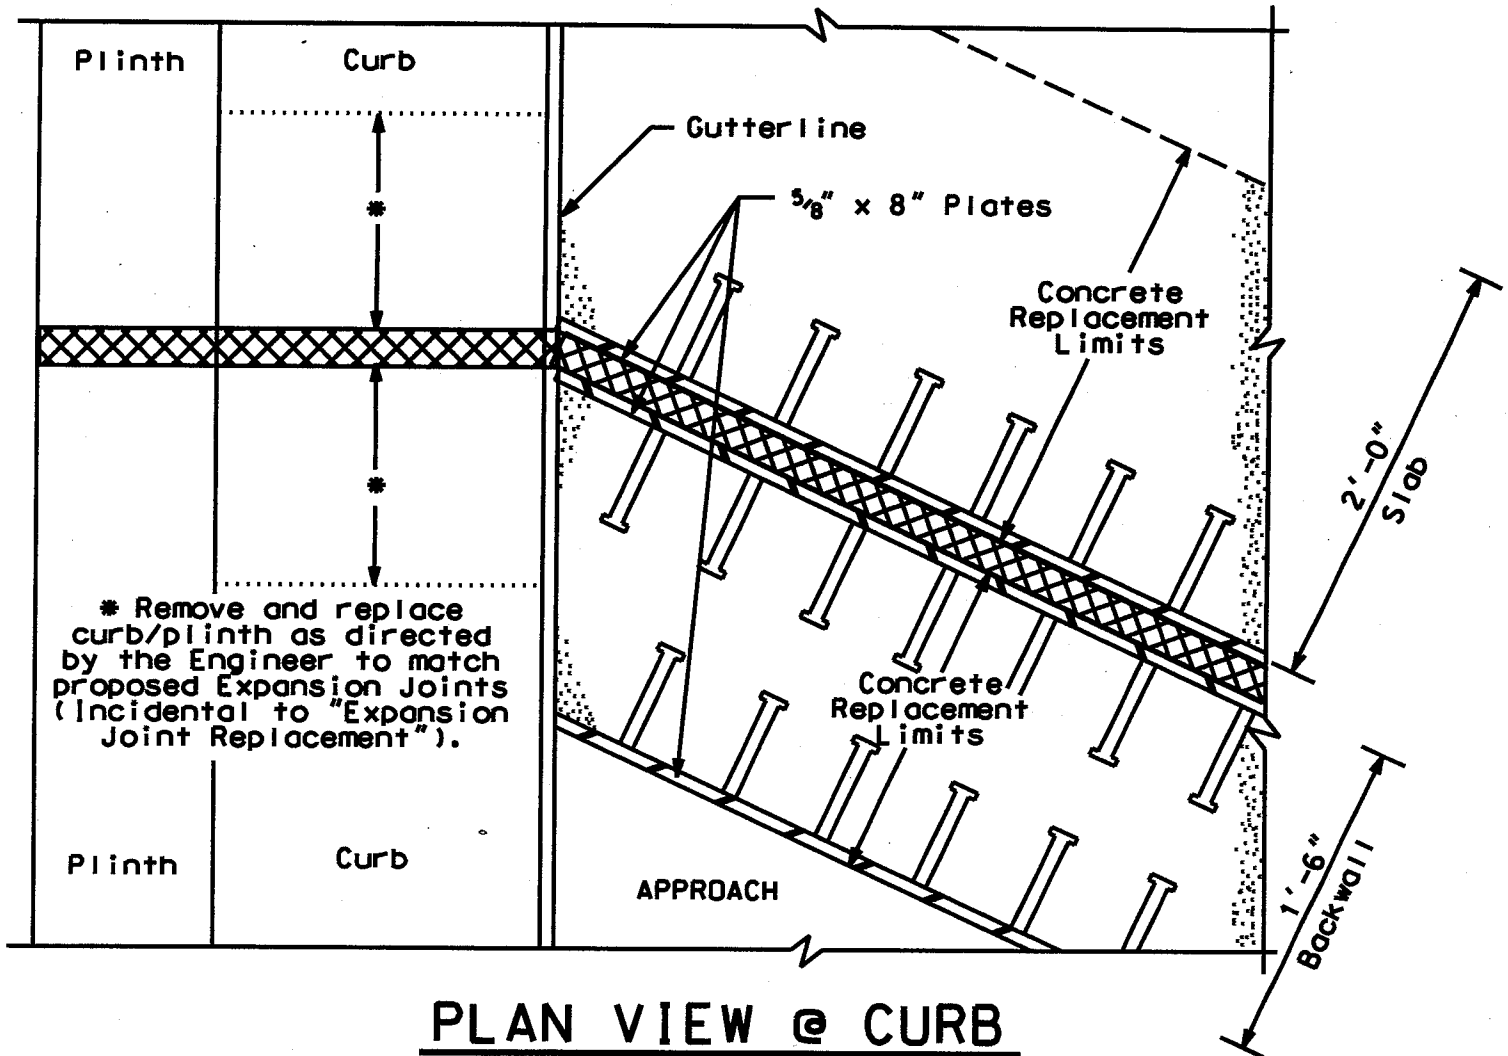 Plinth
Curb
Gutterline
5/8" x 8" Plates
Concrete
Replacement
Limits
2'-0"
Slab
* Remove and replace
curb/plinth as directed
by the Engineer to match
proposed Expansion Joints
(Incidental to "Expansion
Joint Replacement").
*
*
Concrete
Replacement
Limits
Plinth
Curb
APPROACH
1'-6"
Backwall
PLAN VIEW @ CURB